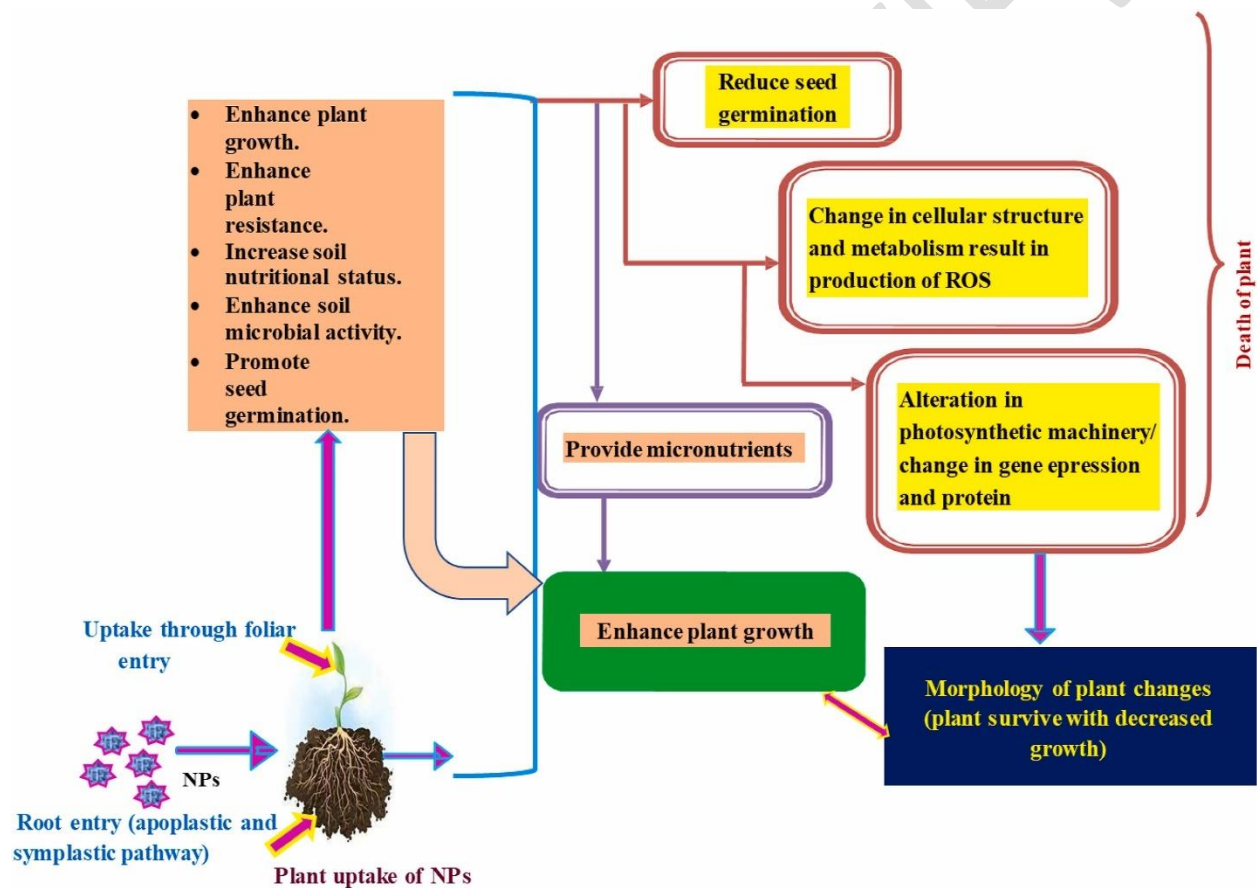 • Enhance plant
growth.
• Enhance
plant
resistance.
• Increase soil
nutritional status.
• Enhance soil
microbial activity.
• Promote
seed
germination.
Reduce seed
germination
Change in cellular structure
and metabolism result in
production of ROS
Alteration in
photosynthetic machinery/
change in gene epression
and protein
Death of plant
Provide micronutrients
Enhance plant growth
Morphology of plant changes
(plant survive with decreased
growth)
Uptake through foliar
entry
NPs
Root entry (apoplastic and
symplastic pathway)
Plant uptake of NPs